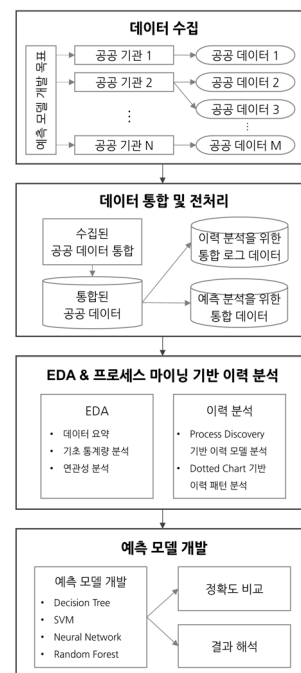 데이터 수집
예측 모델 개발 목표
공공 기관 1
공공 데이터 1
공공 기관 2
공공 데이터 2
공공 데이터 3
⋮
...
공공 기관 N
공공 데이터 M
데이터 통합 및 전처리
수집된
공공 데이터 통합
이력 분석을 위한
통합 로그 데이터
통합된
공공 데이터
예측 분석을 위한
통합 데이터
EDA & 프로세스 마이닝 기반 이력 분석
EDA
• 데이터 요약
• 기초 통계량 분석
• 연관성 분석
이력 분석
• Process Discovery
기반 이력 모델 분석
• Dotted Chart 기반
이력 패턴 분석
예측 모델 개발
예측 모델 개발
• Decision Tree
• SVM
• Neural Network
• Random Forest
정확도 비교
결과 해석